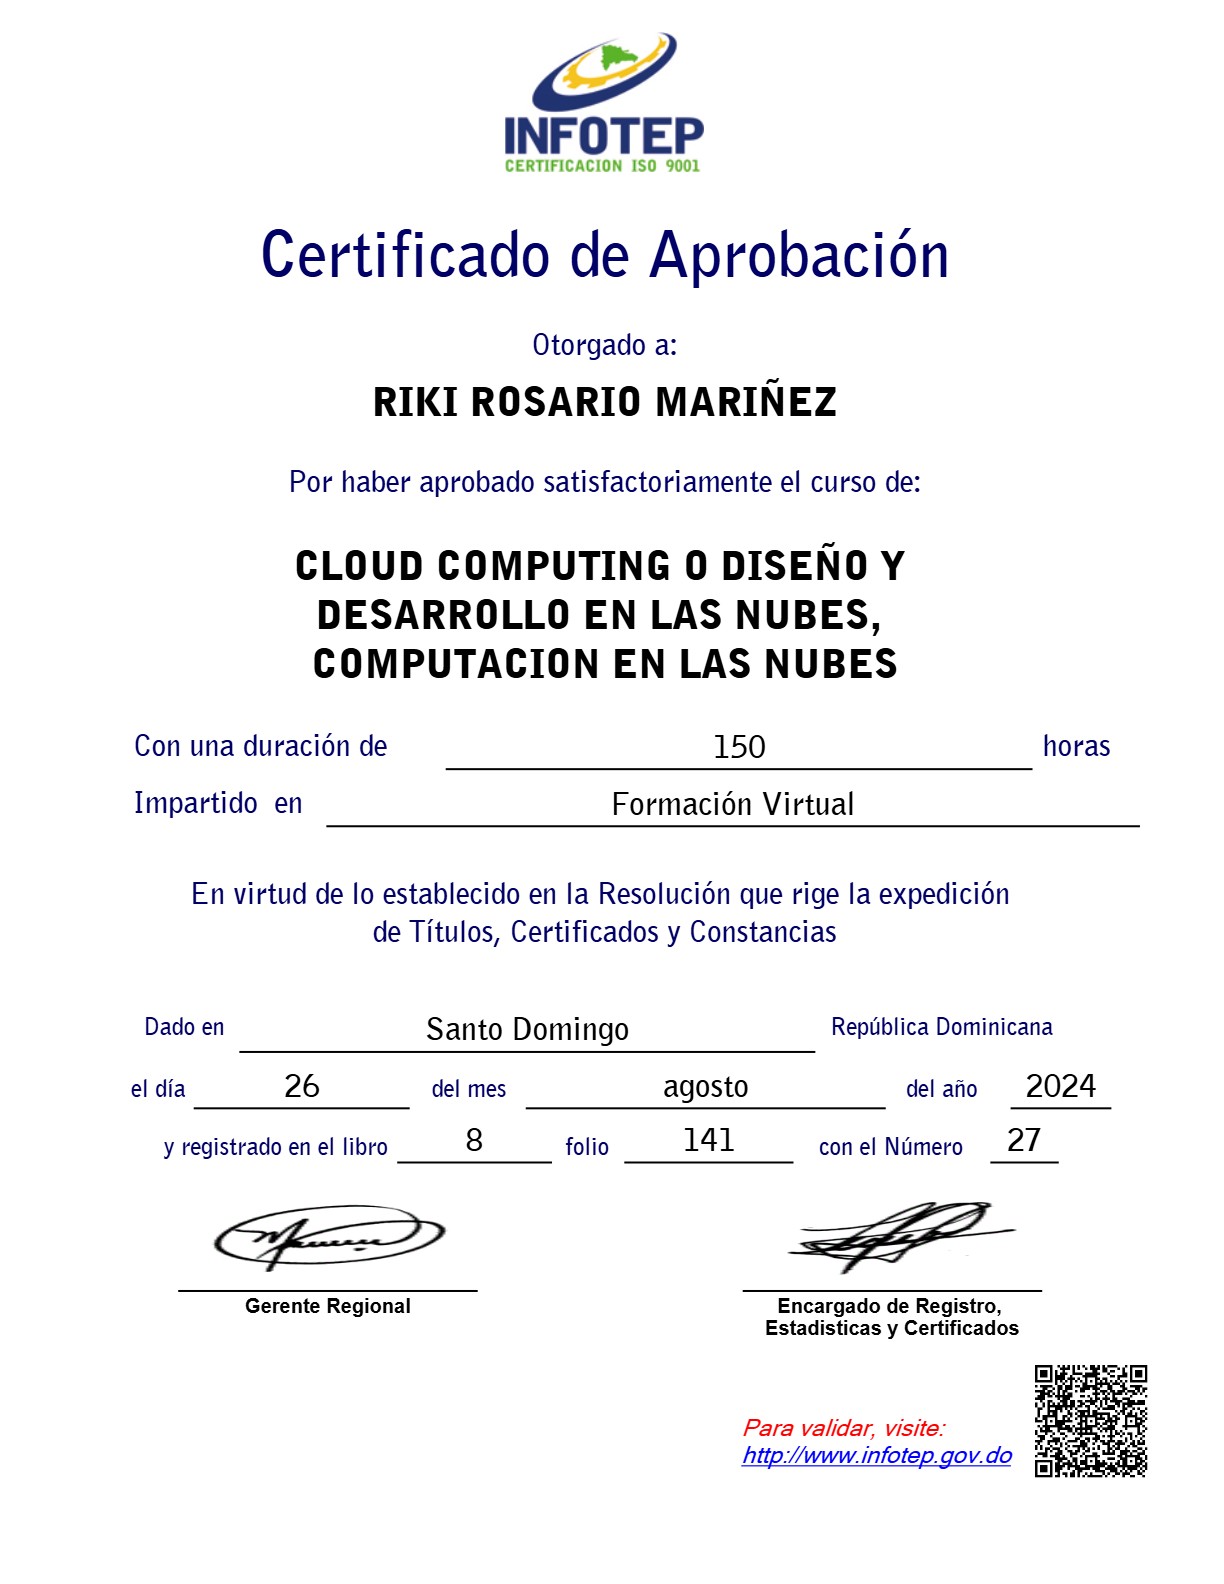 INFOTEP
CERTIFICACION ISO 9001
Certificado de Aprobación
Otorgado a:
RIKI ROSARIO MARIÑEZ
Por haber aprobado satisfactoriamente el curso de:
CLOUD COMPUTING O DISEÑO Y
DESARROLLO EN LAS NUBES,
COMPUTACION EN LAS NUBES
Con una duración de 150 horas
Impartido en Formación Virtual
En virtud de lo establecido en la Resolución que rige la expedición
de Títulos, Certificados y Constancias
Dado en Santo Domingo República Dominicana
el día 26 del mes agosto del año 2024
y registrado en el libro 8 folio 141 con el Número 27
Gerente Regional
Encargado de Registro,
Estadisticas y Certificados
Para validar, visite:
http://www.infotep.gov.do